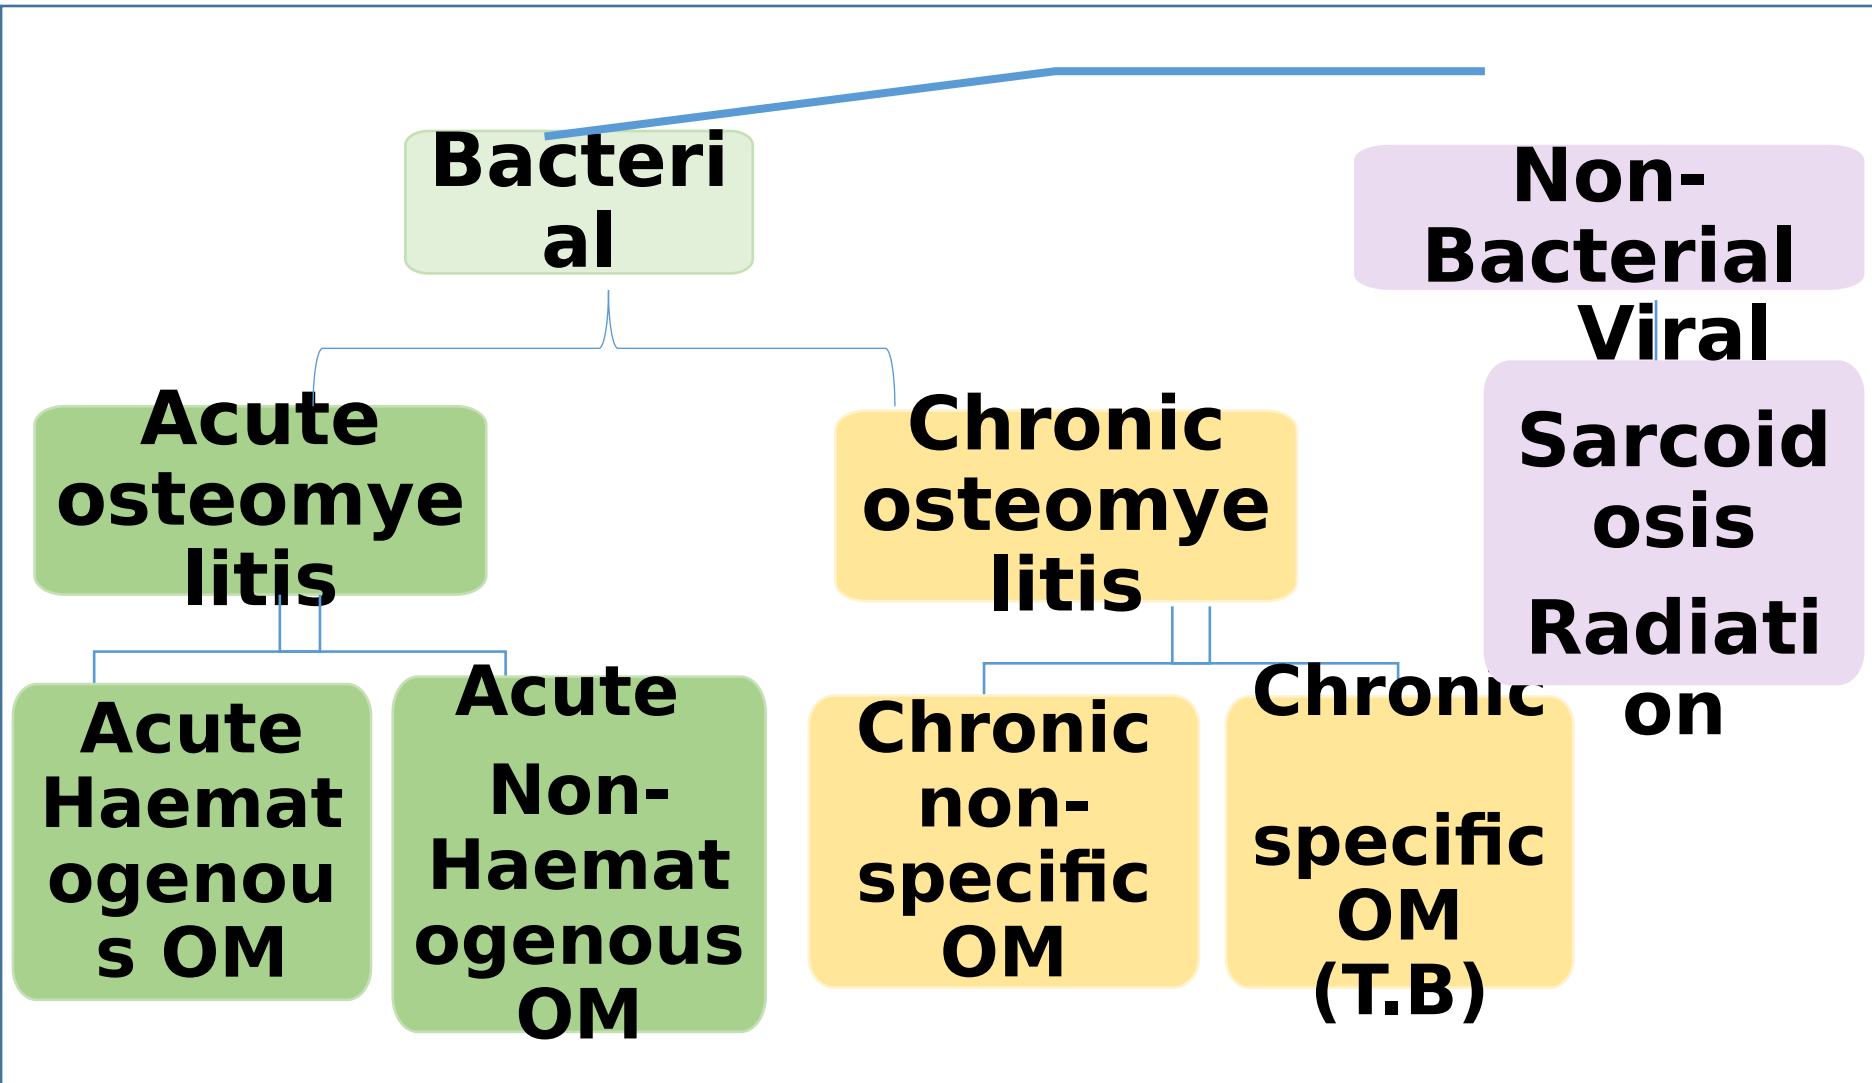 Bacteri
al
Non-
Bacterial
Acute
osteomye
litis
Chronic
osteomye
litis
Viral
Sarcoid
osis
Radiati
on
Acute
Haemat
ogenou
s OM
Acute
Non-
Haemat
ogenous
OM
Chronic
non-
specific
OM
Chronic
specific
OM
(T.B)